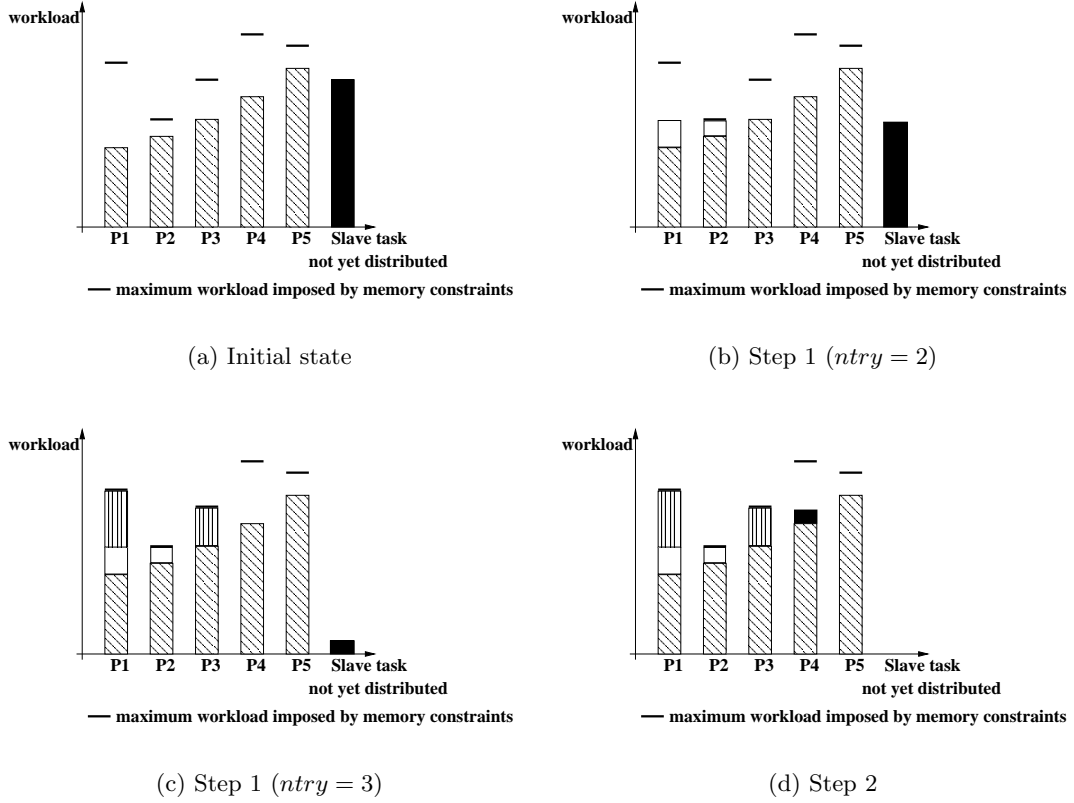 workload
P1 P2 P3 P4 P5 Slave task
not yet distributed
maximum workload imposed by memory constraints
(a) Initial state
workload
P1 P2 P3 P4 P5 Slave task
not yet distributed
maximum workload imposed by memory constraints
(b) Step 1 (ntry = 2)
workload
P1 P2 P3 P4 P5 Slave task
not yet distributed
maximum workload imposed by memory constraints
(c) Step 1 (ntry = 3)
workload
P1 P2 P3 P4 P5 Slave task
not yet distributed
maximum workload imposed by memory constraints
(d) Step 2